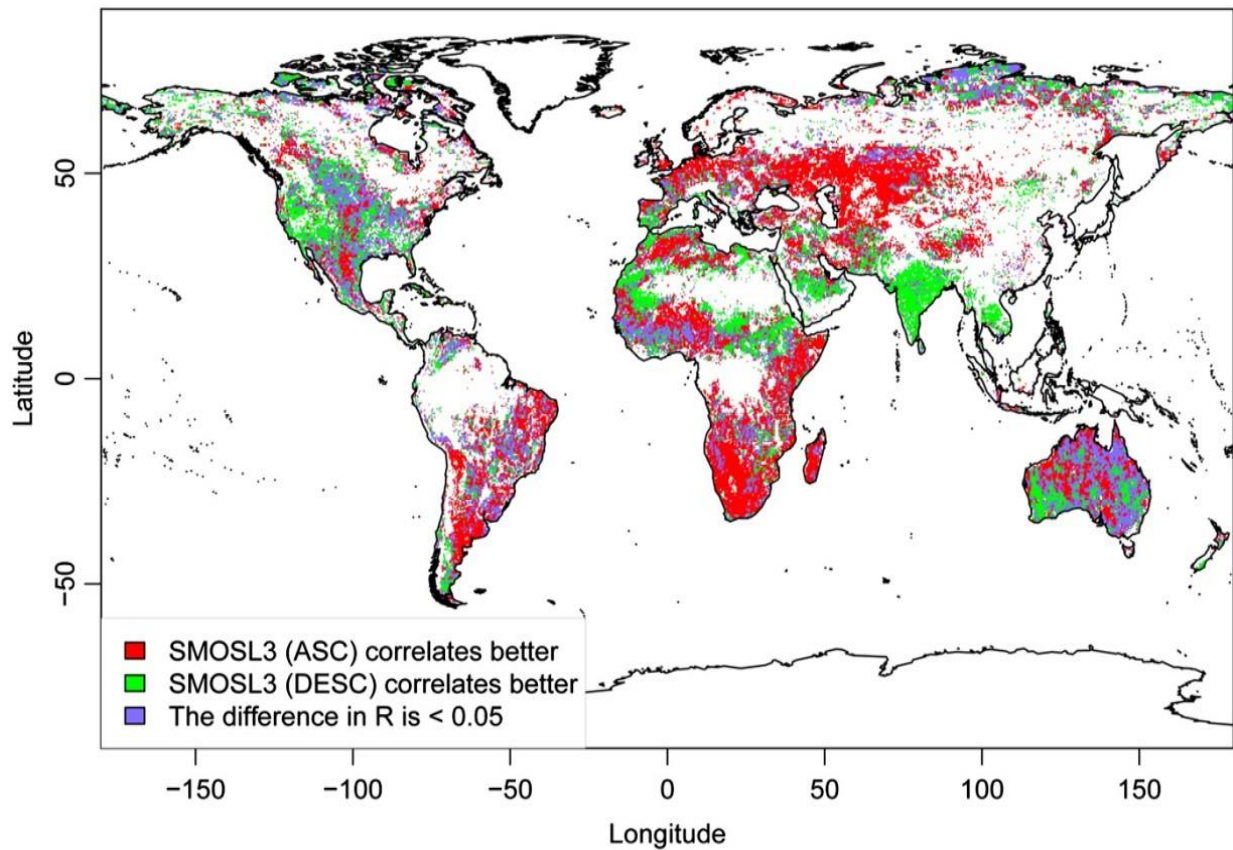 Latitude
50
0
−50
SMOSL3 (ASC) correlates better
SMOSL3 (DESC) correlates better
The difference in R is < 0.05
−150
−100
−50
0
50
100
150
Longitude